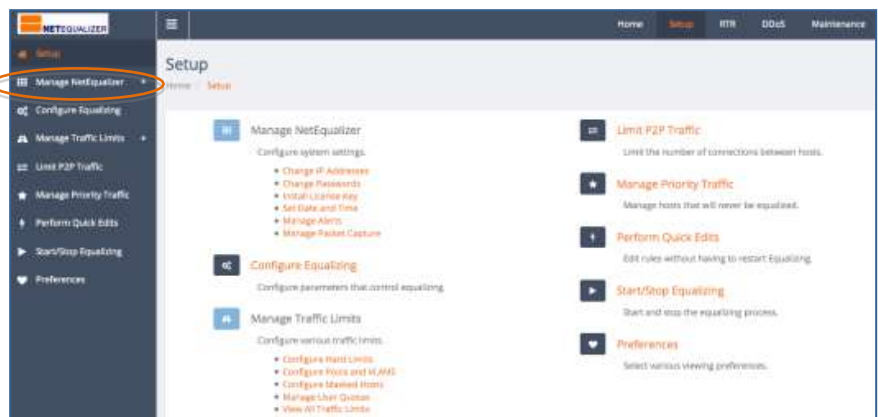 NETEQUALIZER
Home Setup RTR DDoS Maintenance
Setup
Manage NetEqualizer +
Configure Equalizing
Manage Traffic Limits +
Limit P2P Traffic
Manage Priority Traffic
Perform Quick Edits
Start/Stop Equalizing
Preferences
Setup
Home / Setup
Manage NetEqualizer
Configure system settings.
Change IP Addresses
Change Passwords
Install License Key
Set Date and Time
Manage Alerts
Manage Packet Capture
Configure Equalizing
Configure parameters that control equalizing.
Manage Traffic Limits
Configure various traffic limits.
Configure Hard Limits
Configure Pools and VLANS
Configure Masked Hosts
Manage User Quotas
View All Traffic Limits
Limit P2P Traffic
Limit the number of connections between hosts.
Manage Priority Traffic
Manage hosts that will never be equalized.
Perform Quick Edits
Edit rules without having to restart Equalizing.
Start/Stop Equalizing
Start and stop the equalizing process.
Preferences
Select various viewing preferences.